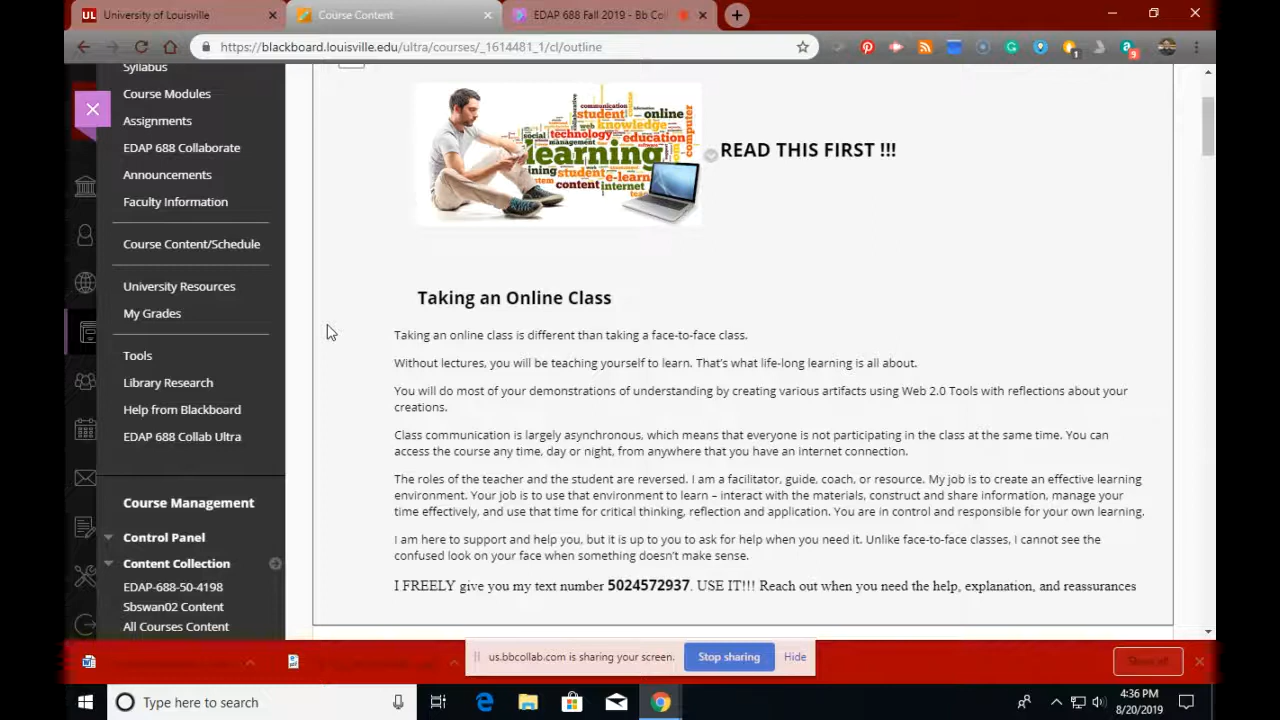 University of Louisville
Course Content
EDAP 688 Fall 2019 - Bb Col
https://blackboard.louisville.edu/ultra/courses/_1614481_1/cl/outline
Syllabus
Course Modules
Assignments
EDAP 688 Collaborate
Announcements
Faculty Information
Course Content/Schedule
University Resources
My Grades
Tools
Library Research
Help from Blackboard
EDAP 688 Collab Ultra
Course Management
Control Panel
Content Collection
EDAP-688-50-4198
Sbswan02 Content
All Courses Content
communication
student
online
knowledge
technology
education
management
learning
student
e-learn
content
internet
computer
READ THIS FIRST !!!
Taking an Online Class
Taking an online class is different than taking a face-to-face class.
Without lectures, you will be teaching yourself to learn. That's what life-long learning is all about.
You will do most of your demonstrations of understanding by creating various artifacts using Web 2.0 Tools with reflections about your
creations.
Class communication is largely asynchronous, which means that everyone is not participating in the class at the same time. You can
access the course any time, day or night, from anywhere that you have an internet connection.
The roles of the teacher and the student are reversed. I am a facilitator, guide, coach, or resource. My job is to create an effective learning
environment. Your job is to use that environment to learn – interact with the materials, construct and share information, manage your
time effectively, and use that time for critical thinking, reflection and application. You are in control and responsible for your own learning.
I am here to support and help you, but it is up to you to ask for help when you need it. Unlike face-to-face classes, I cannot see the
confused look on your face when something doesn't make sense.
I FREELY give you my text number 5024572937. USE IT!!! Reach out when you need the help, explanation, and reassurances
us.bbcollab.com is sharing your screen.
Stop sharing
Hide
Show all
Type here to search
4:36 PM
8/20/2019